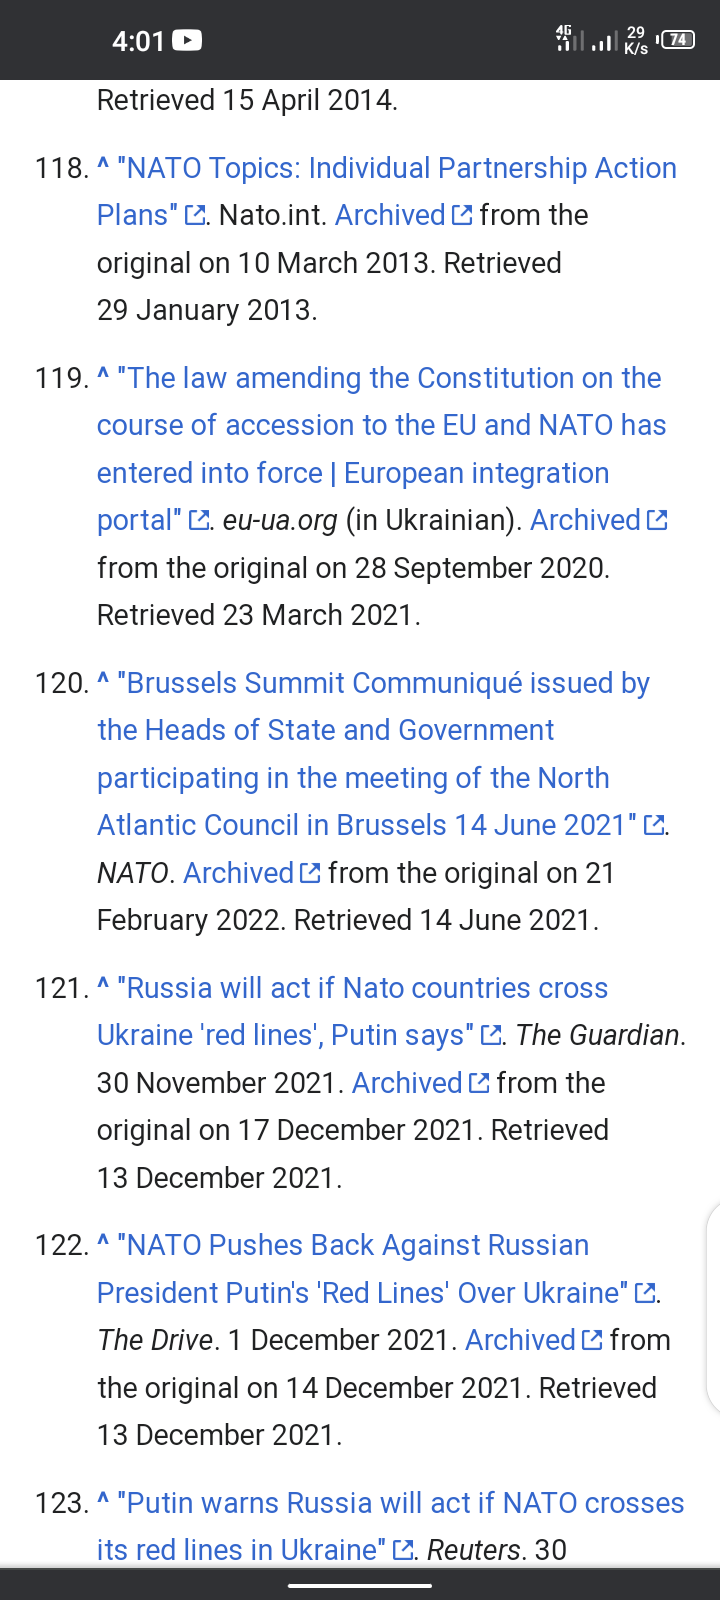 4:01
4G
29
K/s
74
Retrieved 15 April 2014.
118. ^ "NATO Topics: Individual Partnership Action
Plans". Nato.int. Archived from the
original on 10 March 2013. Retrieved
29 January 2013.
119. ^ "The law amending the Constitution on the
course of accession to the EU and NATO has
entered into force | European integration
portal". eu-ua.org (in Ukrainian). Archived
from the original on 28 September 2020.
Retrieved 23 March 2021.
120. ^ "Brussels Summit Communiqué issued by
the Heads of State and Government
participating in the meeting of the North
Atlantic Council in Brussels 14 June 2021".
NATO. Archived from the original on 21
February 2022. Retrieved 14 June 2021.
121. ^ "Russia will act if Nato countries cross
Ukraine 'red lines', Putin says". The Guardian.
30 November 2021. Archived from the
original on 17 December 2021. Retrieved
13 December 2021.
122. ^ "NATO Pushes Back Against Russian
President Putin's 'Red Lines' Over Ukraine".
The Drive. 1 December 2021. Archived from
the original on 14 December 2021. Retrieved
13 December 2021.
123. ^ "Putin warns Russia will act if NATO crosses
its red lines in Ukraine". Reuters. 30